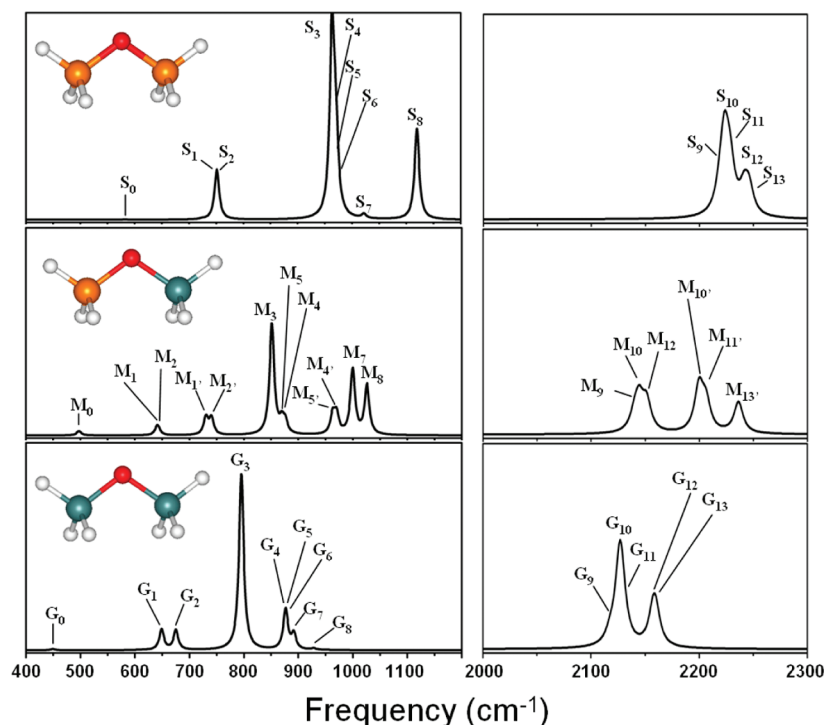 S₃
S₄
S₅
S₆
S₁
S₂
S₈
S₀
S₇
S₁₀
S₁₁
S₉
S₁₂
S₁₃
M₅
M₄
M₃
M₂
M₁
M₁'
M₂'
M₄'
M₇
M₈
M₀
M₅'
M₁₀'
M₁₀
M₁₂
M₁₁'
M₉
M₁₃'
G₃
G₅
G₄
G₆
G₁
G₂
G₇
G₀
G₈
G₁₂
G₁₃
G₁₀
G₁₁
G₉
400 500 600 700 800 900 1000 1100
2000 2100 2200 2300
Frequency (cm⁻¹)